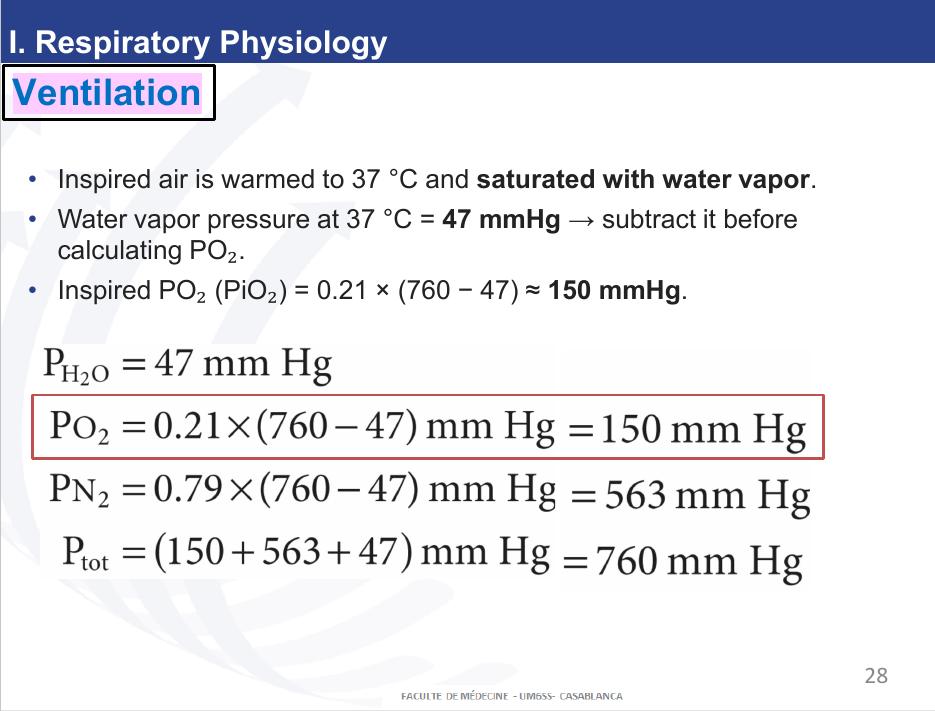 I. Respiratory Physiology
Ventilation
• Inspired air is warmed to 37 °C and saturated with water vapor.
• Water vapor pressure at 37 °C = 47 mmHg → subtract it before
calculating PO₂.
• Inspired PO₂ (PiO₂) = 0.21 × (760 − 47) ≈ 150 mmHg.
P_H₂O = 47 mm Hg
PO₂ = 0.21×(760−47) mm Hg = 150 mm Hg
PN₂ = 0.79×(760−47) mm Hg = 563 mm Hg
P_tot = (150+563+47) mm Hg = 760 mm Hg
28
FACULTE DE MÉDECINE - UM6SS- CASABLANCA